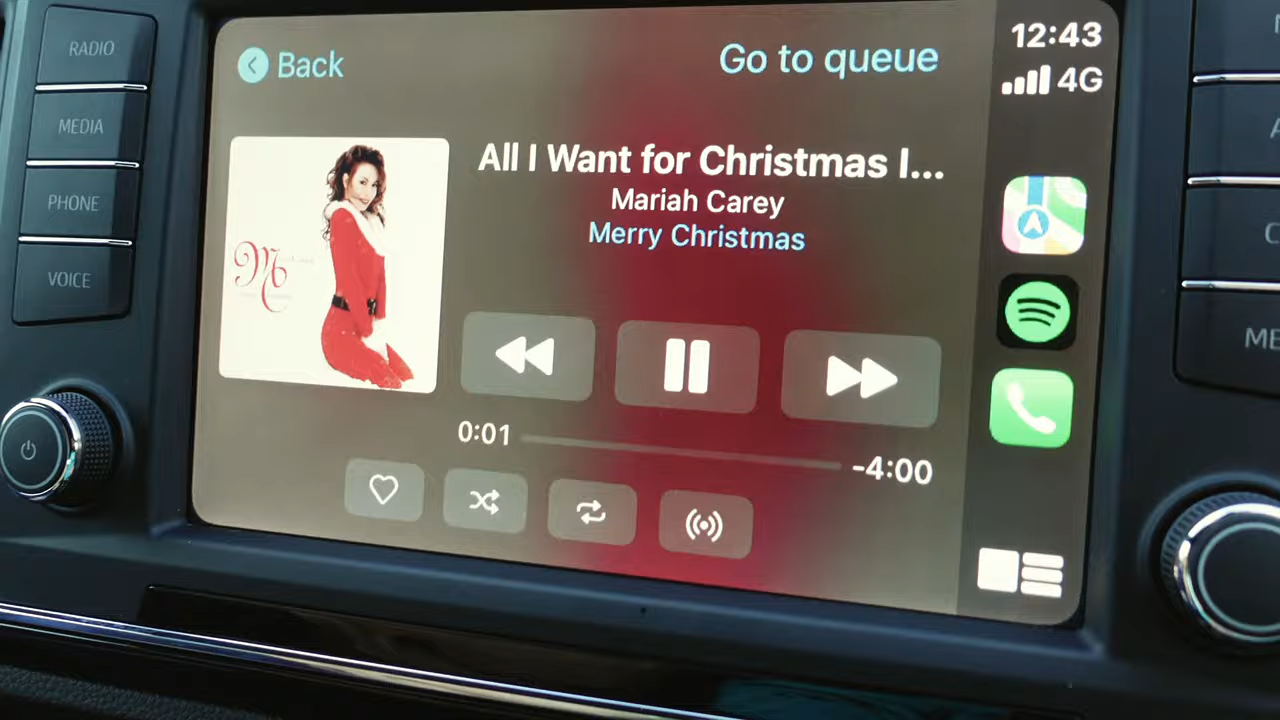 RADIO
MEDIA
PHONE
VOICE
Back
Go to queue
12:43
4G
All I Want for Christmas I...
Mariah Carey
Merry Christmas
M
0:01
-4:00
ME